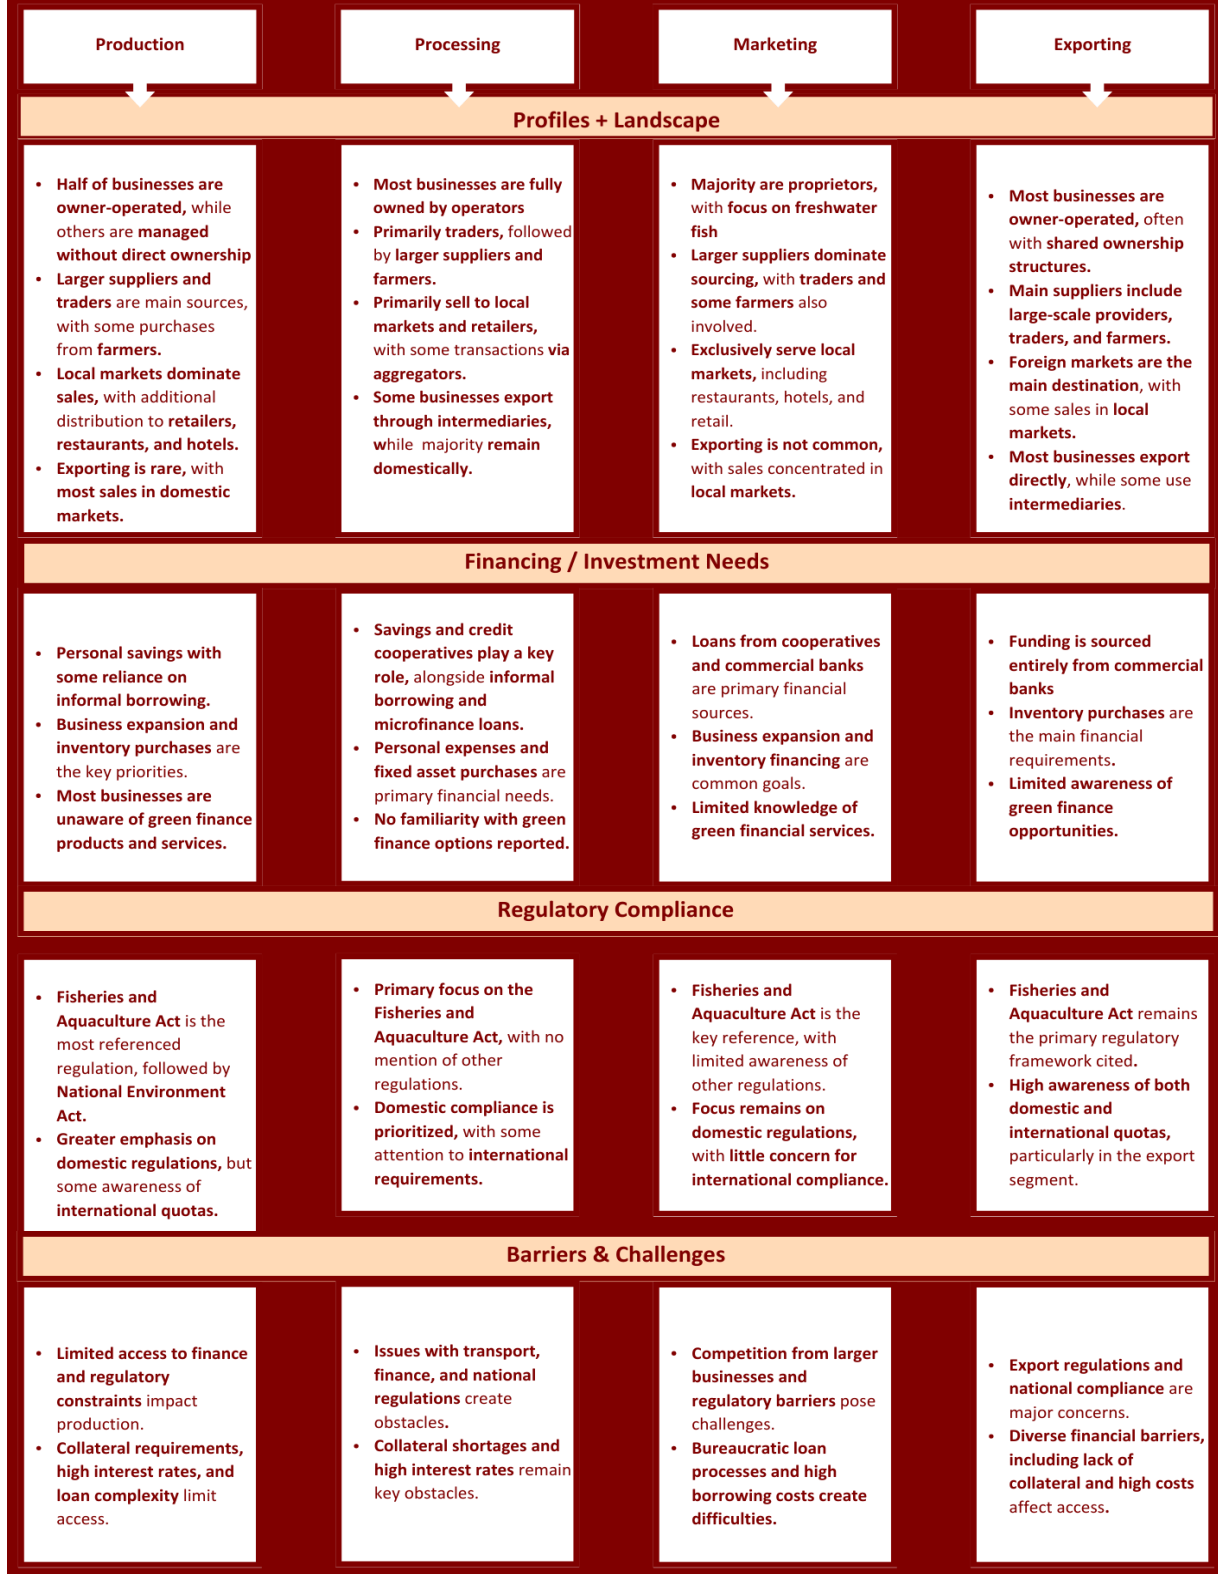 Production
Processing
Marketing
Exporting
Profiles + Landscape
• Half of businesses are
owner-operated, while
others are managed
without direct ownership
• Larger suppliers and
traders are main sources,
with some purchases
from farmers.
• Local markets dominate
sales, with additional
distribution to retailers,
restaurants, and hotels.
• Exporting is rare, with
most sales in domestic
markets.
• Most businesses are fully
owned by operators
• Primarily traders, followed
by larger suppliers and
farmers.
• Primarily sell to local
markets and retailers,
with some transactions via
aggregators.
• Some businesses export
through intermediaries,
while majority remain
domestically.
• Majority are proprietors,
with focus on freshwater
fish
• Larger suppliers dominate
sourcing, with traders and
some farmers also
involved.
• Exclusively serve local
markets, including
restaurants, hotels, and
retail.
• Exporting is not common,
with sales concentrated in
local markets.
• Most businesses are
owner-operated, often
with shared ownership
structures.
• Main suppliers include
large-scale providers,
traders, and farmers.
• Foreign markets are the
main destination, with
some sales in local
markets.
• Most businesses export
directly, while some use
intermediaries.
Financing / Investment Needs
• Personal savings with
some reliance on
informal borrowing.
• Business expansion and
inventory purchases are
the key priorities.
• Most businesses are
unaware of green finance
products and services.
• Savings and credit
cooperatives play a key
role, alongside informal
borrowing and
microfinance loans.
• Personal expenses and
fixed asset purchases are
primary financial needs.
• No familiarity with green
finance options reported.
• Loans from cooperatives
and commercial banks
are primary financial
sources.
• Business expansion and
inventory financing are
common goals.
• Limited knowledge of
green financial services.
• Funding is sourced
entirely from commercial
banks
• Inventory purchases are
the main financial
requirements.
• Limited awareness of
green finance
opportunities.
Regulatory Compliance
• Fisheries and
Aquaculture Act is the
most referenced
regulation, followed by
National Environment
Act.
• Greater emphasis on
domestic regulations, but
some awareness of
international quotas.
• Primary focus on the
Fisheries and
Aquaculture Act, with no
mention of other
regulations.
• Domestic compliance is
prioritized, with some
attention to international
requirements.
• Fisheries and
Aquaculture Act is the
key reference, with
limited awareness of
other regulations.
• Focus remains on
domestic regulations,
with little concern for
international compliance.
• Fisheries and
Aquaculture Act remains
the primary regulatory
framework cited.
• High awareness of both
domestic and
international quotas,
particularly in the export
segment.
Barriers & Challenges
• Limited access to finance
and regulatory
constraints impact
production.
• Collateral requirements,
high interest rates, and
loan complexity limit
access.
• Issues with transport,
finance, and national
regulations create
obstacles.
• Collateral shortages and
high interest rates remain
key obstacles.
• Competition from larger
businesses and
regulatory barriers pose
challenges.
• Bureaucratic loan
processes and high
borrowing costs create
difficulties.
• Export regulations and
national compliance are
major concerns.
• Diverse financial barriers,
including lack of
collateral and high costs
affect access.